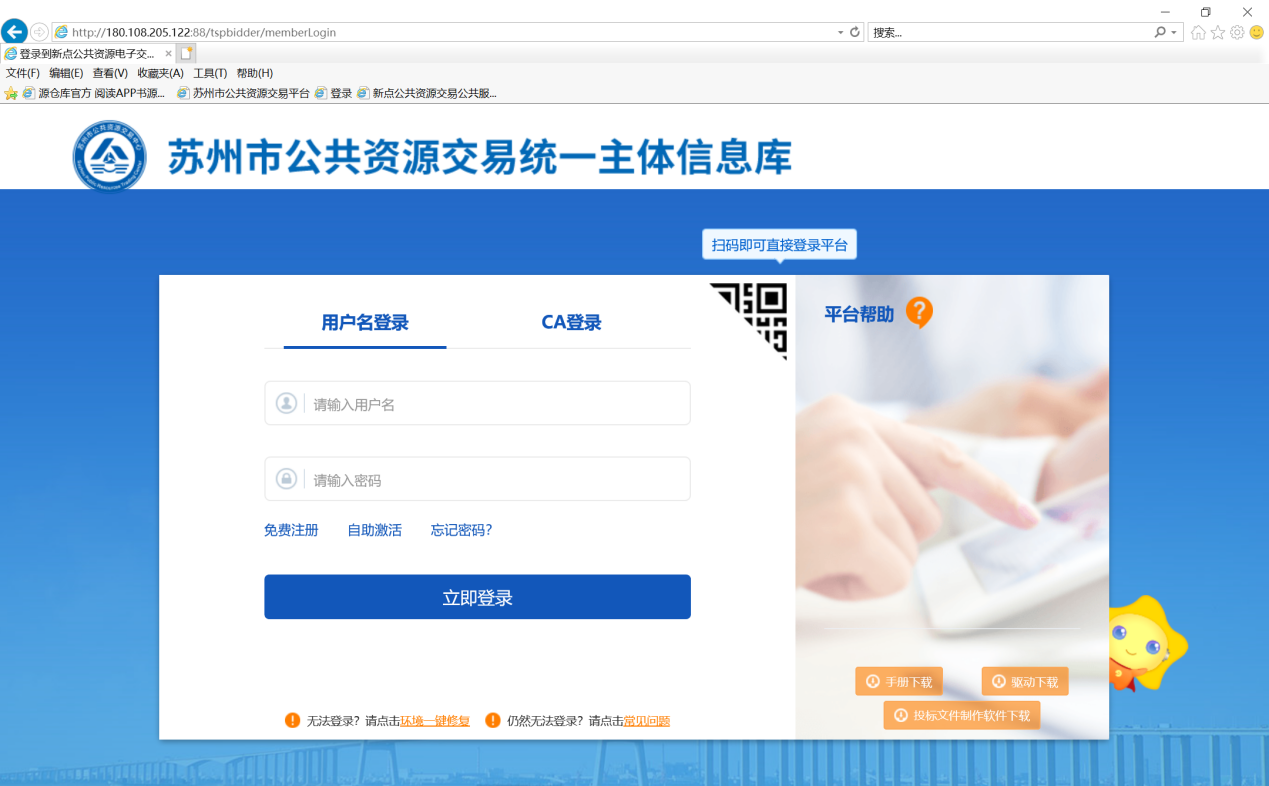 http://180.108.205.122:88/tspbidder/memberLogin
搜索...
登录到新点公共资源电子交...
文件(F) 编辑(E) 查看(V) 收藏夹(A) 工具(T) 帮助(H)
源仓库官方 阅读APP书源... 苏州市公共资源交易平台 登录 新点公共资源交易公共服...
苏州市公共资源交易统一主体信息库
扫码即可直接登录平台
用户名登录 CA登录
平台帮助
请输入用户名
请输入密码
免费注册 自助激活 忘记密码?
立即登录
手册下载 驱动下载
投标文件制作软件下载
无法登录？请点击环境一键修复 仍然无法登录？请点击常见问题